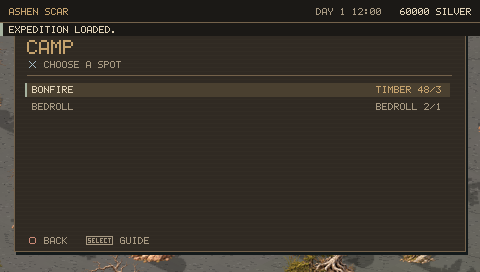 ASHEN SCAR DAY 1 12:00 60000 SILVER
EXPEDITION LOADED.
CAMP
CHOOSE A SPOT
BONFIRE TIMBER 48/3
BEDROLL BEDROLL 2/1
BACK SELECT GUIDE